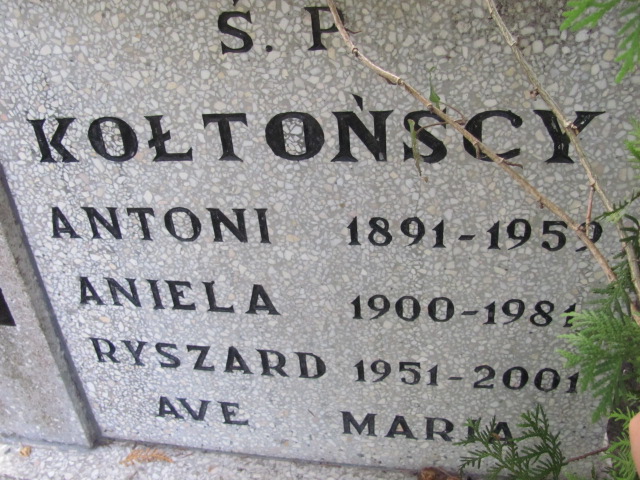 Ś. P
KOŁTOŃSCY
ANTONI 1891-1959
ANIELA 1900-1981
RYSZARD 1951-2001
AVE MARIA